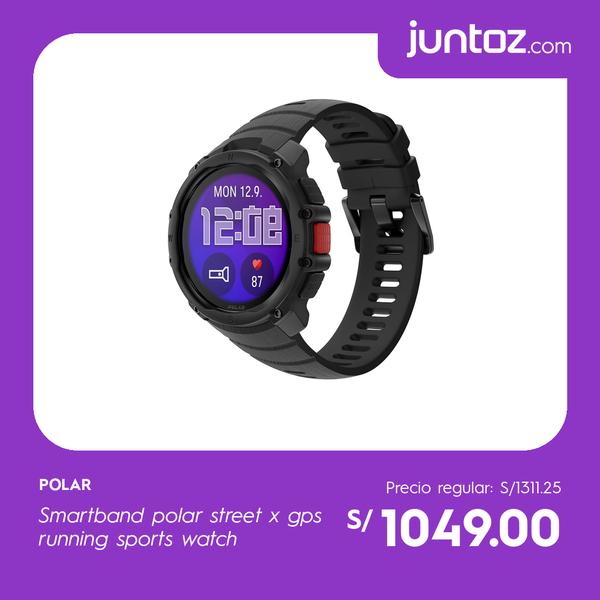 juntoz.com
MON 12.9.
12:08
87
POLAR
POLAR
Smartband polar street x gps
running sports watch
Precio regular: S/1311.25
S/ 1049.00